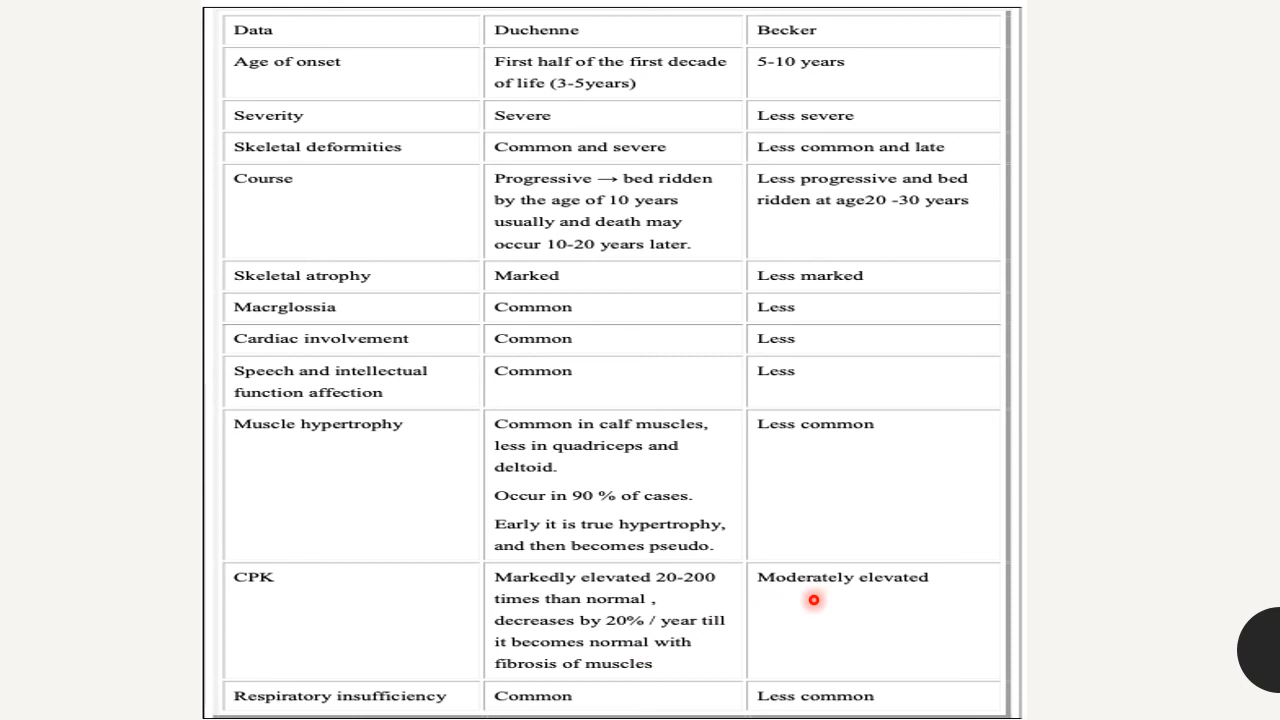 Data Duchenne Becker
Age of onset First half of the first decade 5-10 years
of life (3-5years)
Severity Severe Less severe
Skeletal deformities Common and severe Less common and late
Course Progressive → bed ridden Less progressive and bed
by the age of 10 years ridden at age20 -30 years
usually and death may
occur 10-20 years later.
Skeletal atrophy Marked Less marked
Macrglossia Common Less
Cardiac involvement Common Less
Speech and intellectual Common Less
function affection
Muscle hypertrophy Common in calf muscles, Less common
less in quadriceps and
deltoid.
Occur in 90 % of cases.
Early it is true hypertrophy,
and then becomes pseudo.
CPK Markedly elevated 20-200 Moderately elevated
times than normal ,
decreases by 20% / year till
it becomes normal with
fibrosis of muscles
Respiratory insufficiency Common Less common